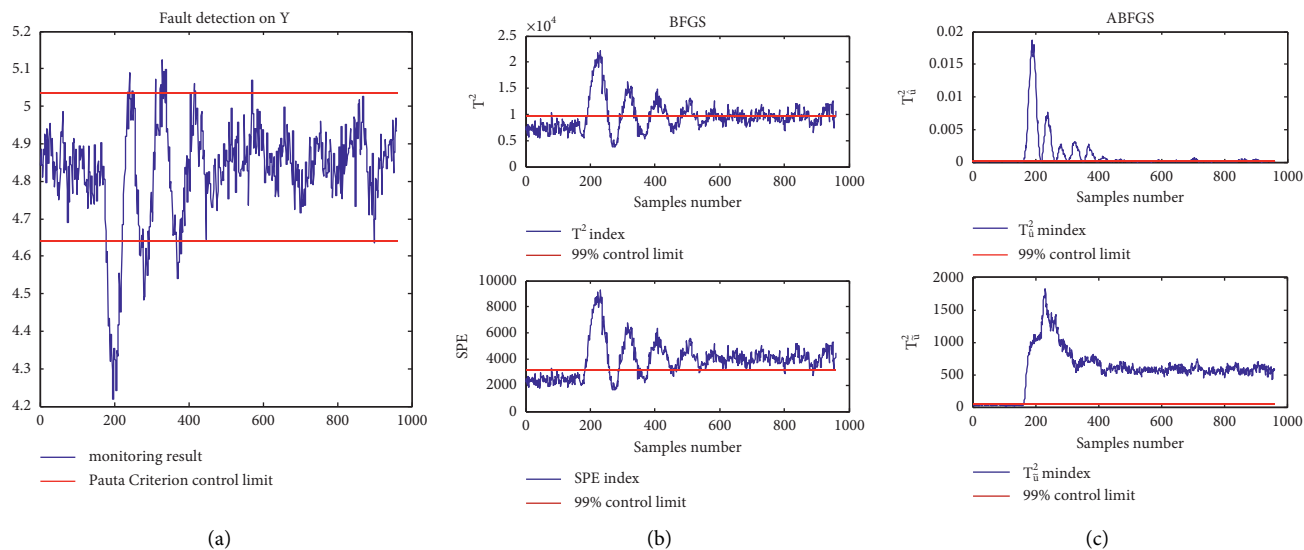 Fault detection on Y
5.2
5.1
5
4.9
4.8
4.7
4.6
4.5
4.4
4.3
4.2
0 200 400 600 800 1000
monitoring result
Pauta Criterion control limit
(a)
BFGS
×10⁴
2.5
2
1.5
1
0.5
0
T²
0 200 400 600 800 1000
Samples number
T² index
99% control limit
10000
8000
6000
4000
2000
0
SPE
0 200 400 600 800 1000
Samples number
SPE index
99% control limit
(b)
ABFGS
0.02
0.015
0.01
0.005
0
T²û
0 200 400 600 800 1000
Samples number
T²û mindex
99% control limit
2000
1500
1000
500
0
T²ũ
0 200 400 600 800 1000
Samples number
T²ũ mindex
99% control limit
(c)